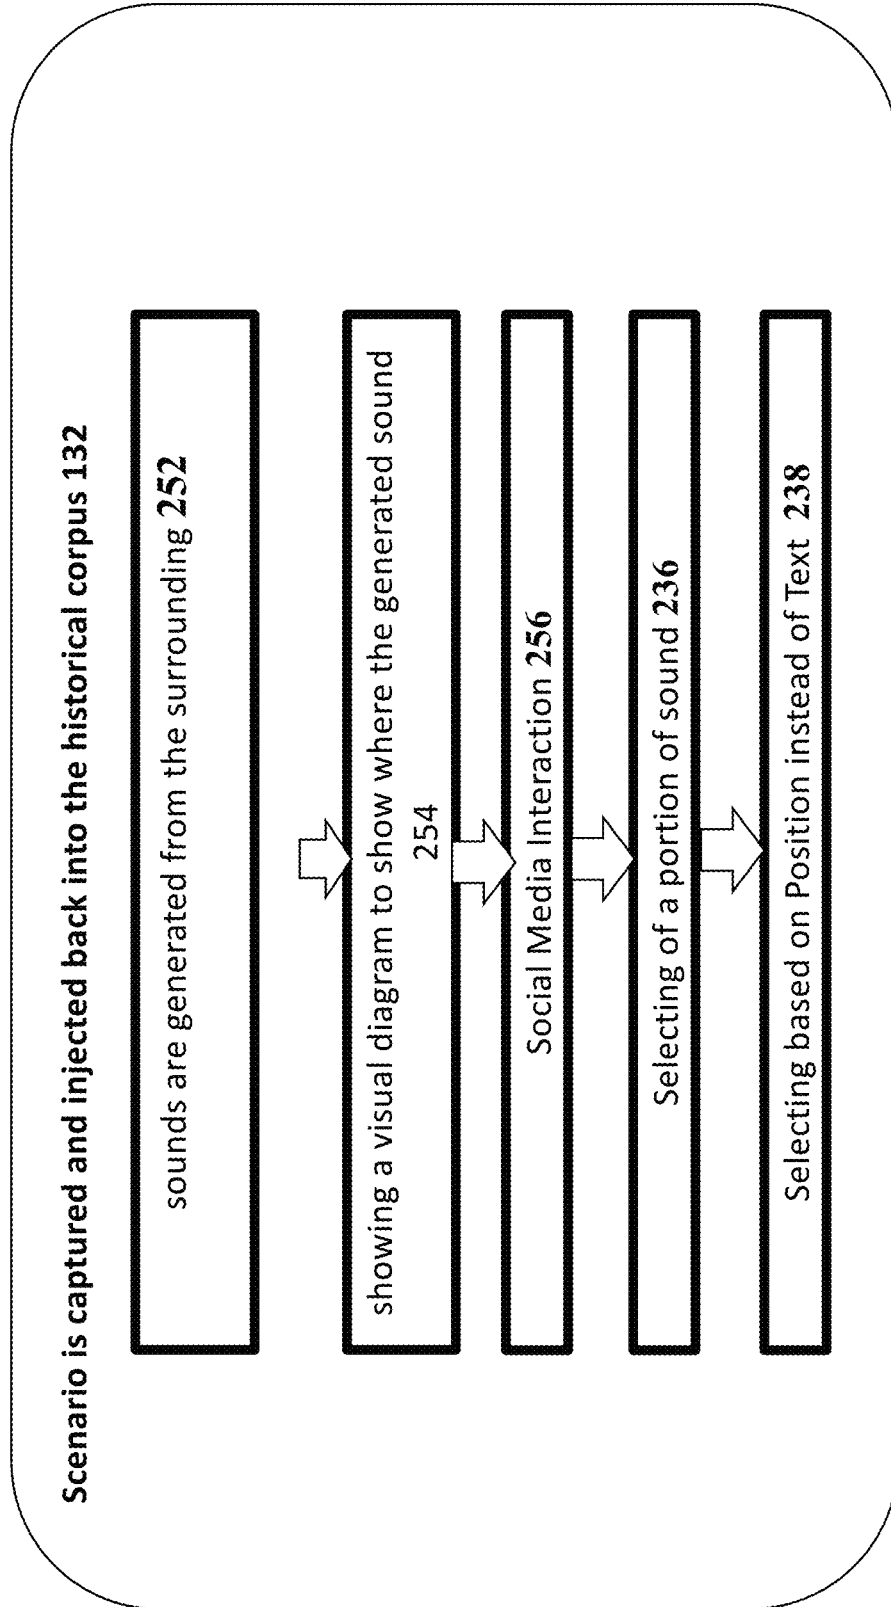 Scenario is captured and injected back into the historical corpus 132
sounds are generated from the surrounding 252
showing a visual diagram to show where the generated sound
254
Social Media Interaction 256
Selecting of a portion of sound 236
Selecting based on Position instead of Text 238